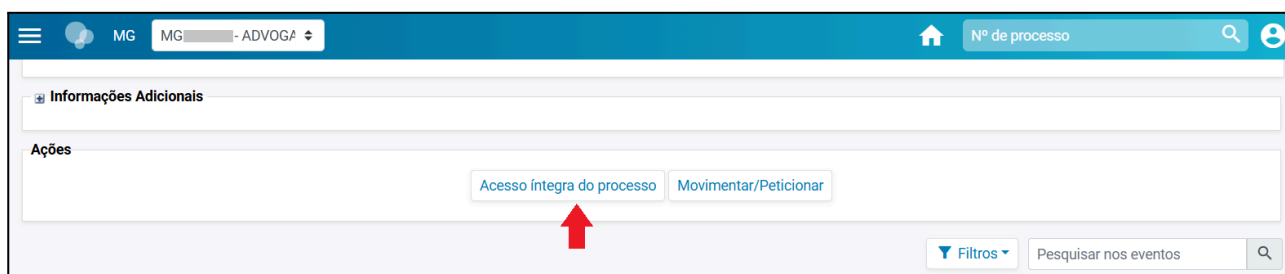 MG MG - ADVOGA Nº de processo
Informações Adicionais
Ações
Acesso íntegra do processo Movimentar/Peticionar
Filtros Pesquisar nos eventos